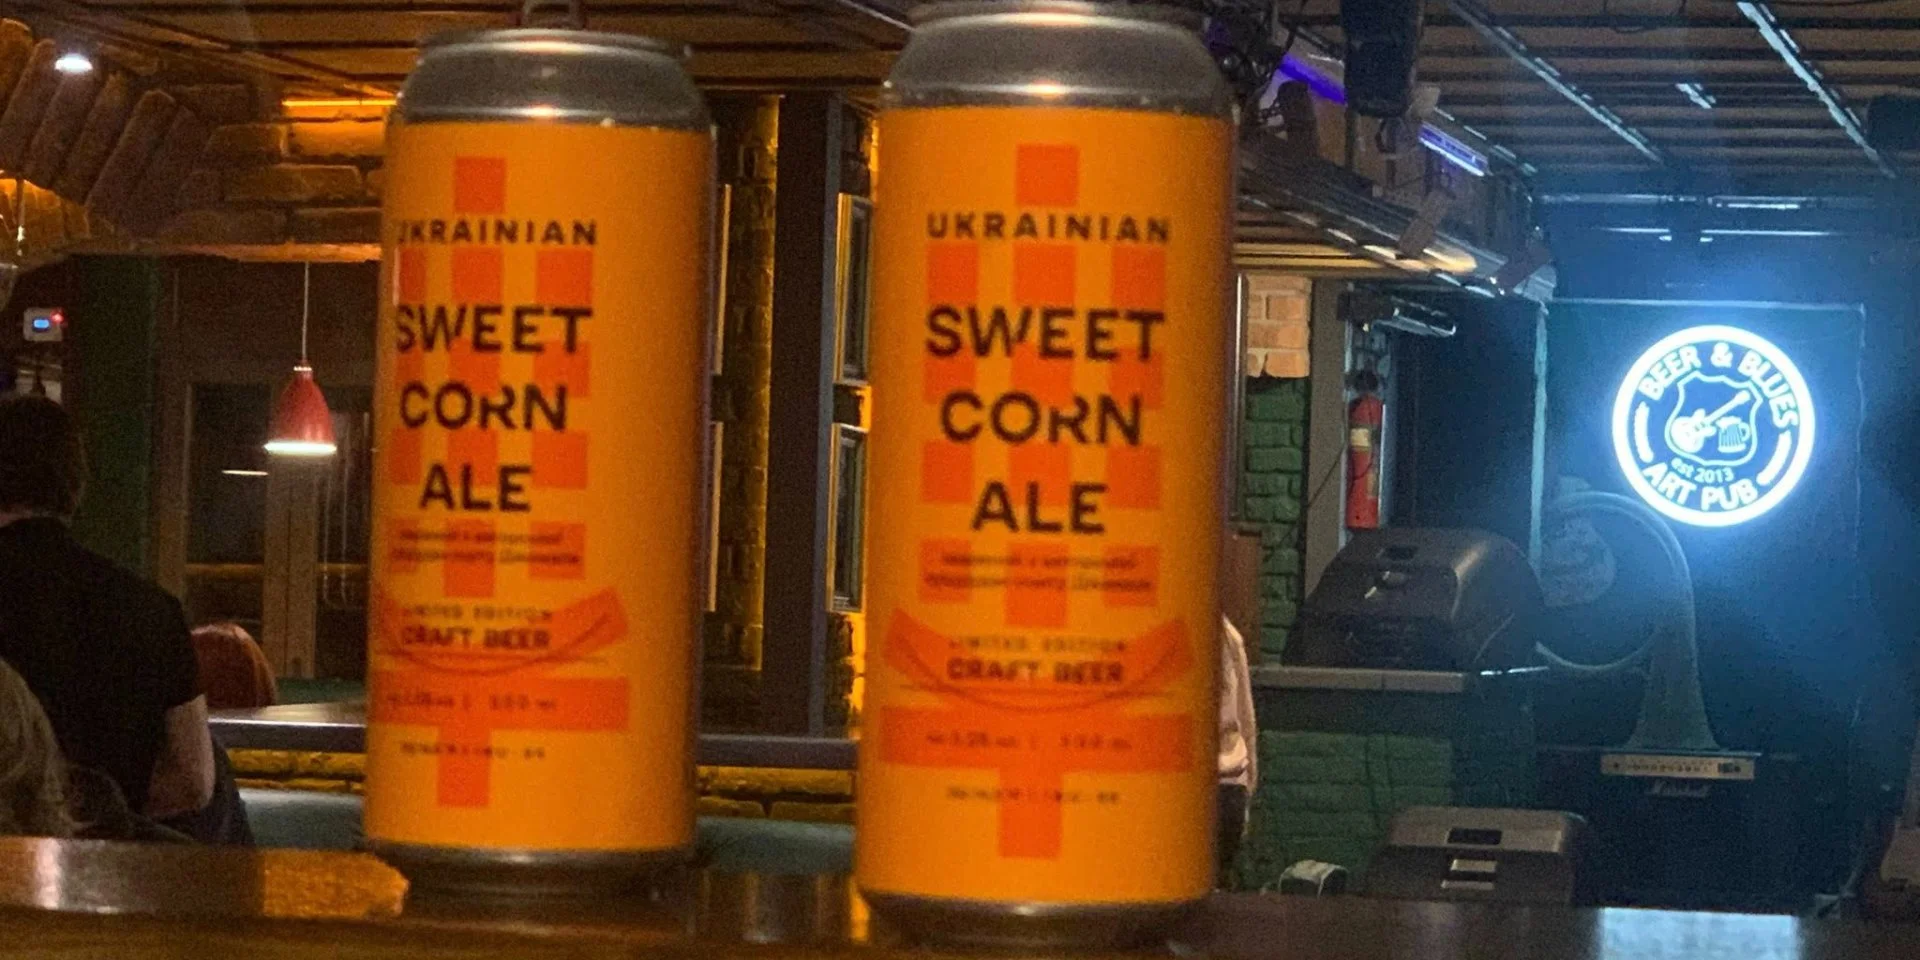 UKRAINIAN
SWEET
CORN
ALE
LIMITED EDITION
CRAFT BEER
UKRAINIAN
SWEET
CORN
ALE
LIMITED EDITION
CRAFT BEER
BEER & BLUES
est 2013
ART PUB